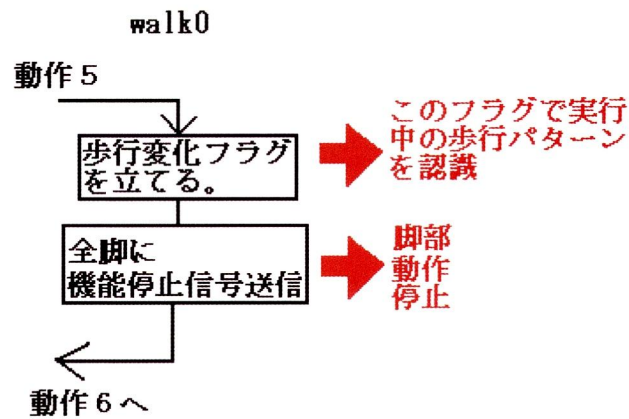 walk0
動作5
歩行変化フラグ
を立てる。
このフラグで実行
中の歩行パターン
を認識
全脚に
機能停止信号送信
脚部
動作
停止
動作6へ